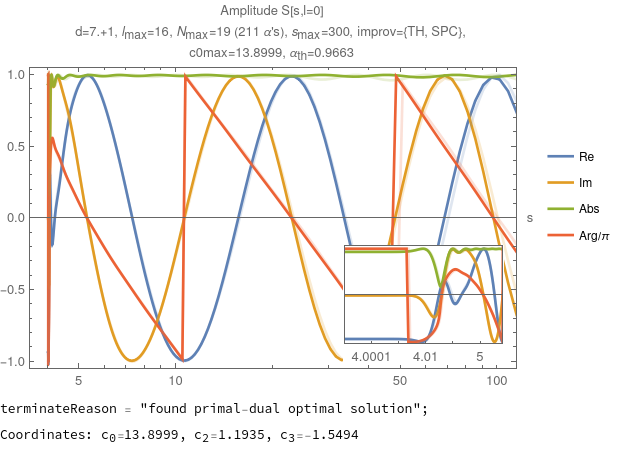 Amplitude S[s,l=0]
d=7.+1, lmax=16, Nmax=19 (211 α's), smax=300, improv={TH, SPC},
c0max=13.8999, αth=0.9663
1.0
0.5
0.0
−0.5
−1.0
s
Re
Im
Abs
Arg/π
4.0001 4.01 5
5 10 50 100
terminateReason = "found primal-dual optimal solution";
Coordinates: c0=13.8999, c2=1.1935, c3=-1.5494